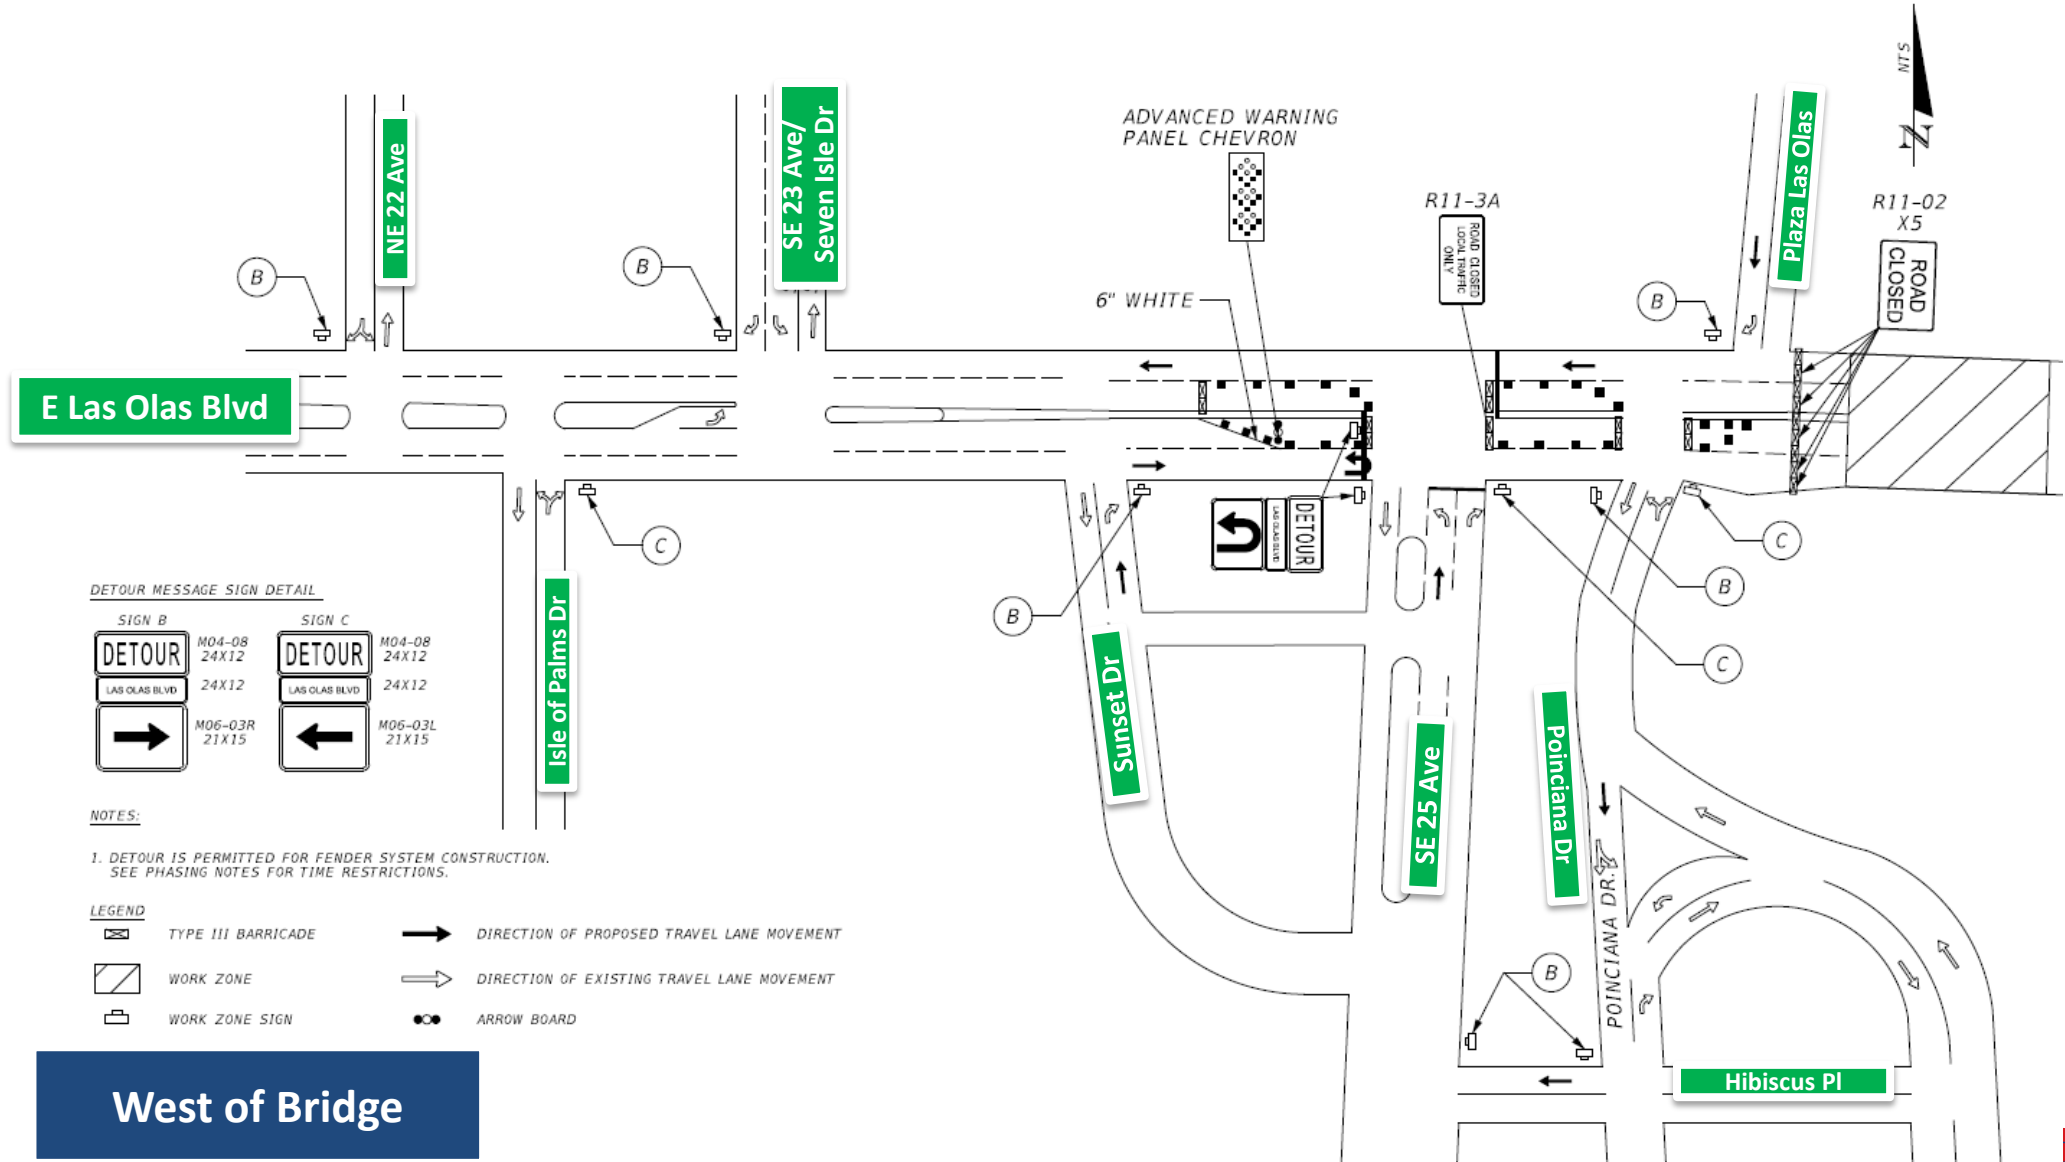 NTS
N
ADVANCED WARNING
PANEL CHEVRON
NE 22 Ave
SE 23 Ave/
Seven Isle Dr
Plaza Las Olas
R11-3A
ROAD CLOSED
LOCAL TRAFFIC
ONLY
R11-02
X5
ROAD
CLOSED
B
B
B
6" WHITE
E Las Olas Blvd
C
DETOUR
LAS OLAS BLVD
C
B
B
C
DETOUR MESSAGE SIGN DETAIL
SIGN B
SIGN C
DETOUR
M04-08
24X12
DETOUR
M04-08
24X12
LAS OLAS BLVD
24X12
LAS OLAS BLVD
24X12
M06-03R
21X15
M06-03L
21X15
Isle of Palms Dr
Sunset Dr
SE 25 Ave
Poinciana Dr
POINCIANA DR.
NOTES:
1. DETOUR IS PERMITTED FOR FENDER SYSTEM CONSTRUCTION.
SEE PHASING NOTES FOR TIME RESTRICTIONS.
LEGEND
TYPE III BARRICADE
DIRECTION OF PROPOSED TRAVEL LANE MOVEMENT
WORK ZONE
DIRECTION OF EXISTING TRAVEL LANE MOVEMENT
WORK ZONE SIGN
ARROW BOARD
B
Hibiscus Pl
West of Bridge